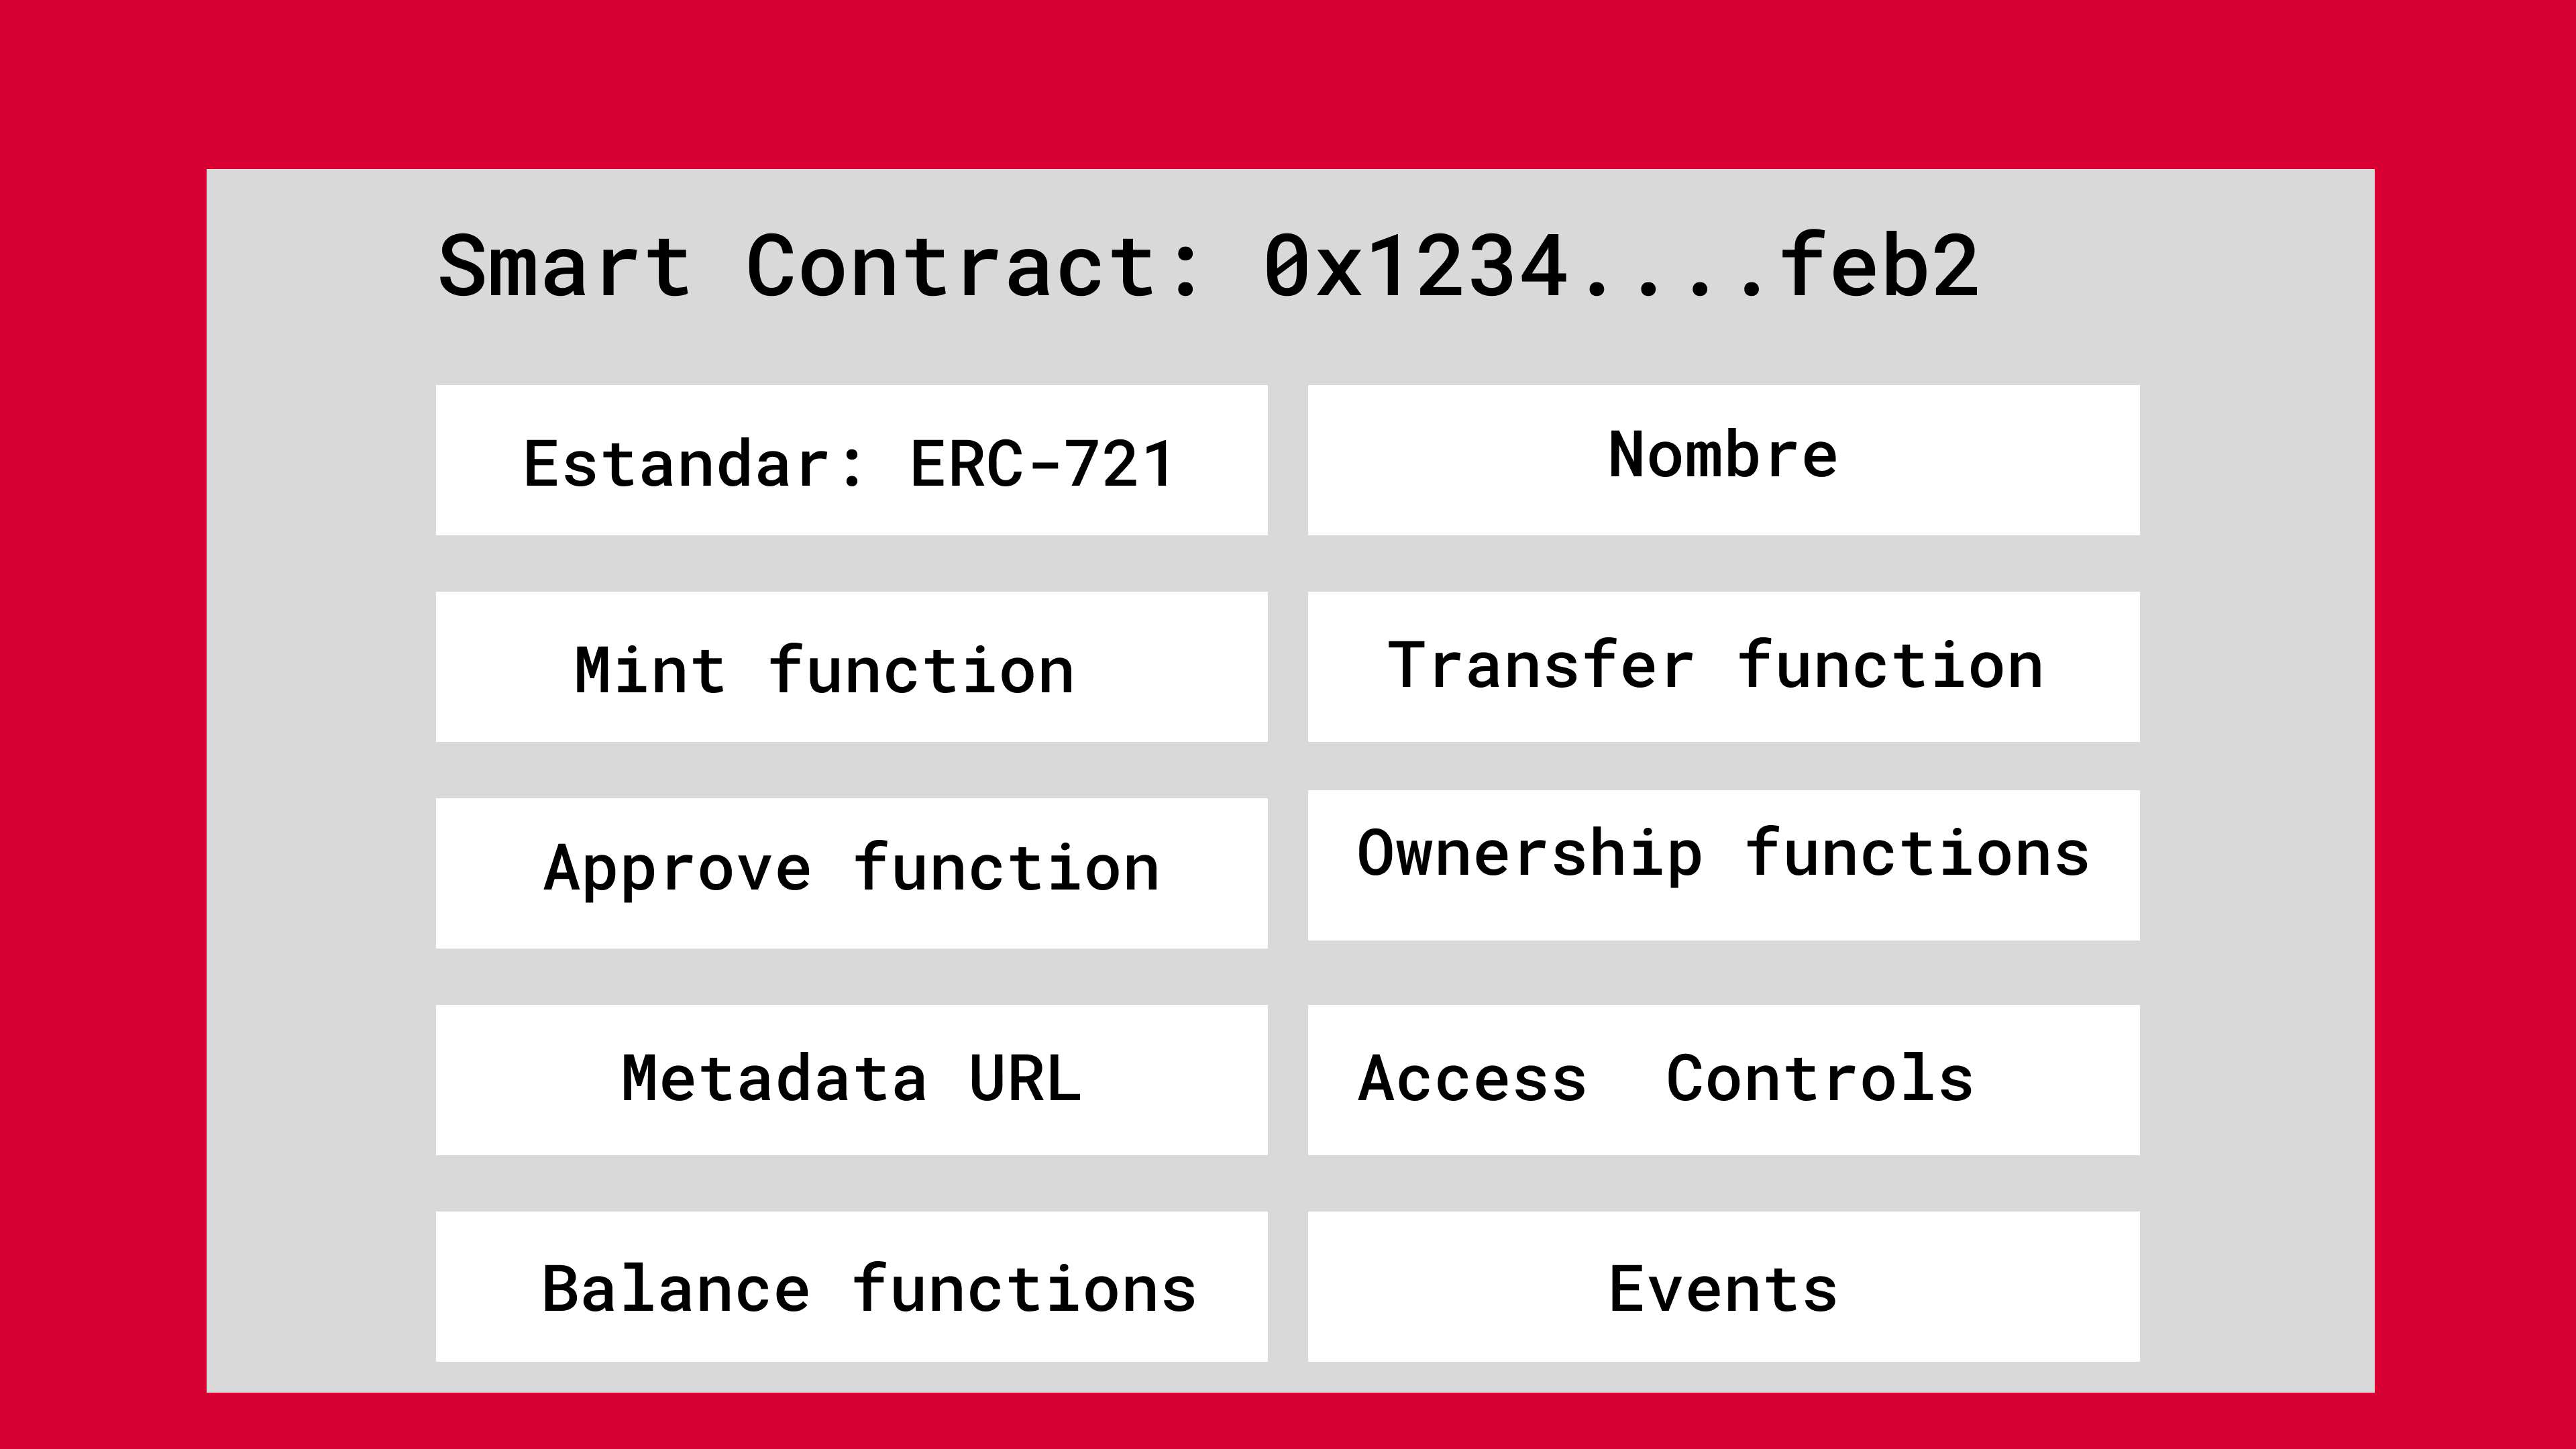 Smart Contract: 0x1234....feb2
Estandar: ERC-721
Nombre
Mint function
Transfer function
Approve function
Ownership functions
Metadata URL
Access  Controls
Balance functions
Events